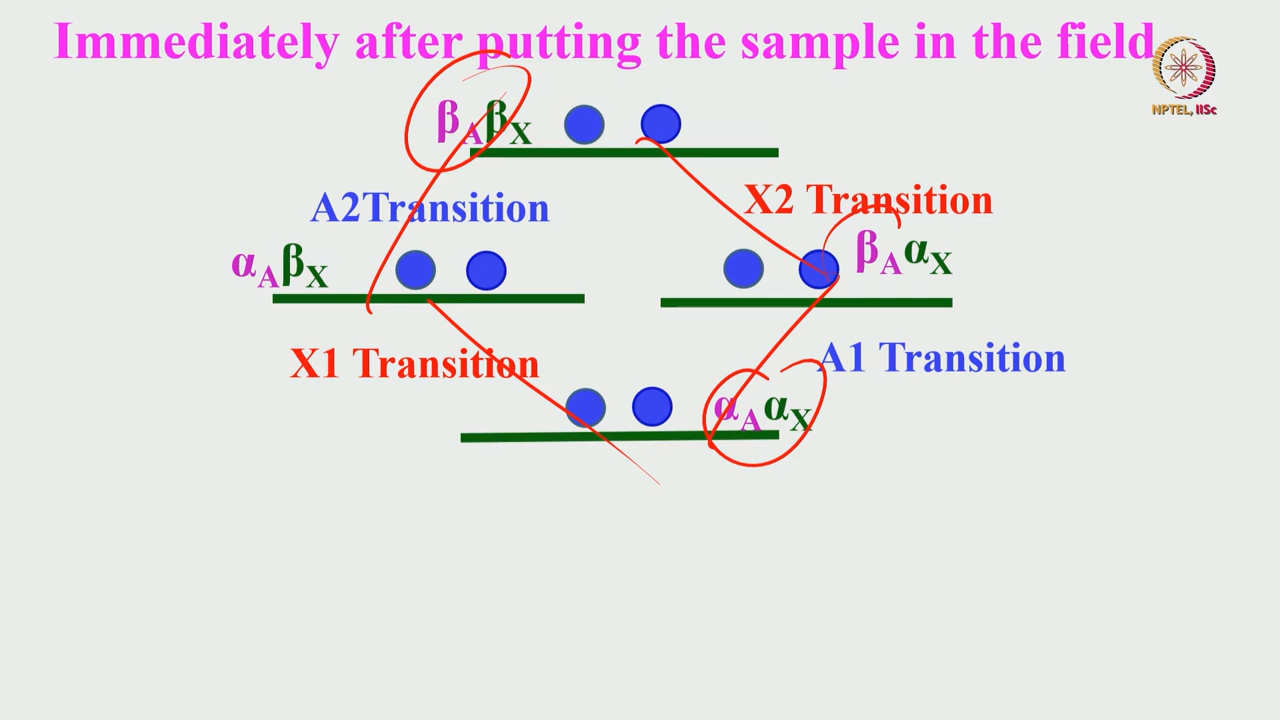 Immediately after putting the sample in the field
NPTEL, IISc
βAβX
A2Transition
X2 Transition
αAβX
βAαX
X1 Transition
A1 Transition
αAαX